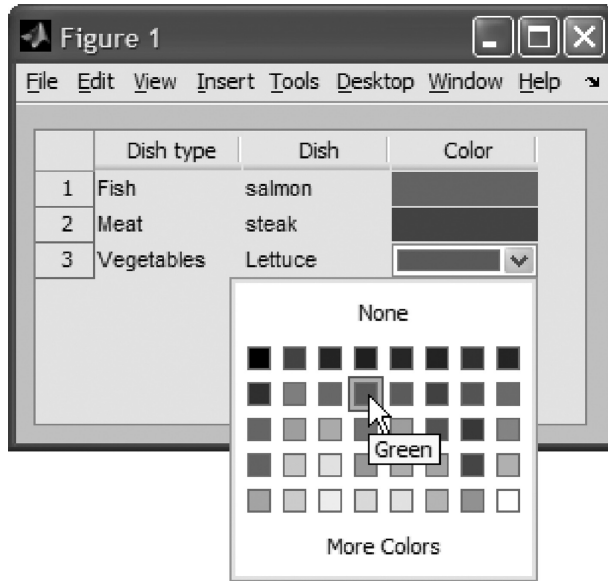 Figure 1
File Edit View Insert Tools Desktop Window Help
Dish type Dish Color
1 Fish salmon
2 Meat steak
3 Vegetables Lettuce
None
Green
More Colors